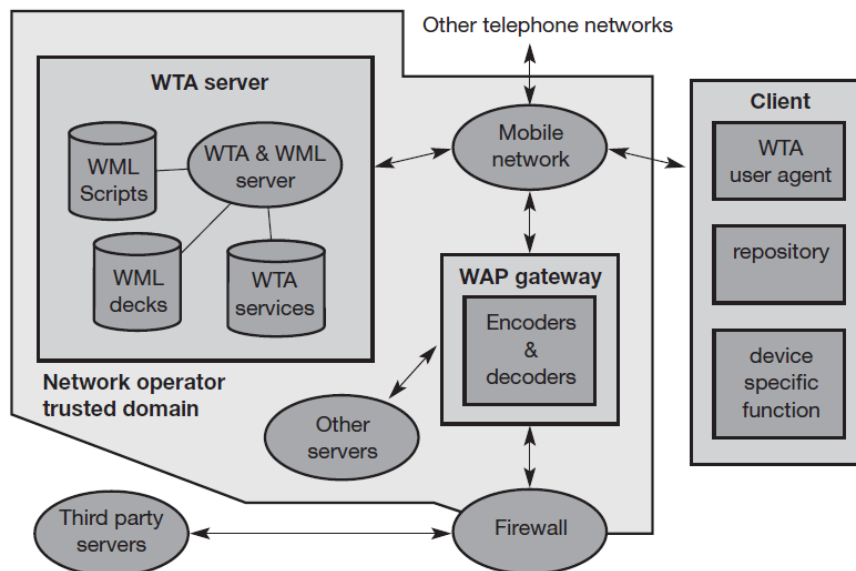 Other telephone networks
WTA server
WML
Scripts
WTA & WML
server
WML
decks
WTA
services
Network operator
trusted domain
Mobile
network
WAP gateway
Encoders
&
decoders
Other
servers
Third party
servers
Firewall
Client
WTA
user agent
repository
device
specific
function